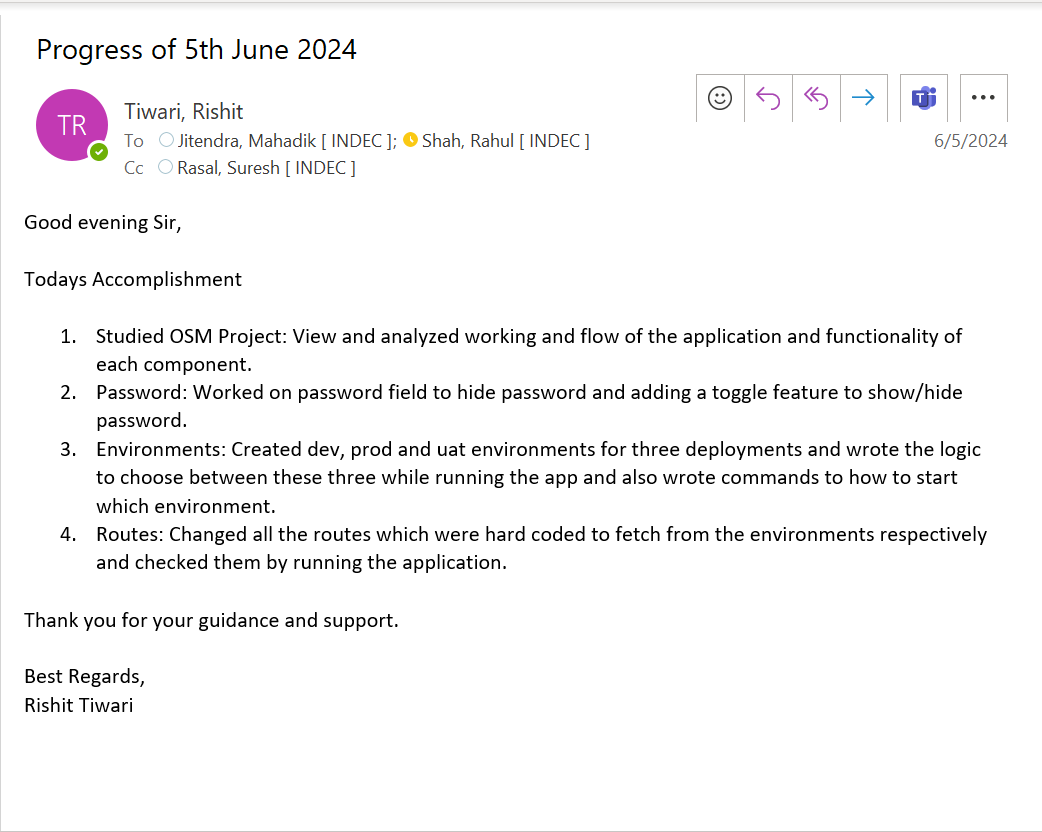 Progress of 5th June 2024
TR
Tiwari, Rishit
To Jitendra, Mahadik [ INDEC ]; Shah, Rahul [ INDEC ]
6/5/2024
Cc Rasal, Suresh [ INDEC ]
Good evening Sir,
Todays Accomplishment
1. Studied OSM Project: View and analyzed working and flow of the application and functionality of
each component.
2. Password: Worked on password field to hide password and adding a toggle feature to show/hide
password.
3. Environments: Created dev, prod and uat environments for three deployments and wrote the logic
to choose between these three while running the app and also wrote commands to how to start
which environment.
4. Routes: Changed all the routes which were hard coded to fetch from the environments respectively
and checked them by running the application.
Thank you for your guidance and support.
Best Regards,
Rishit Tiwari